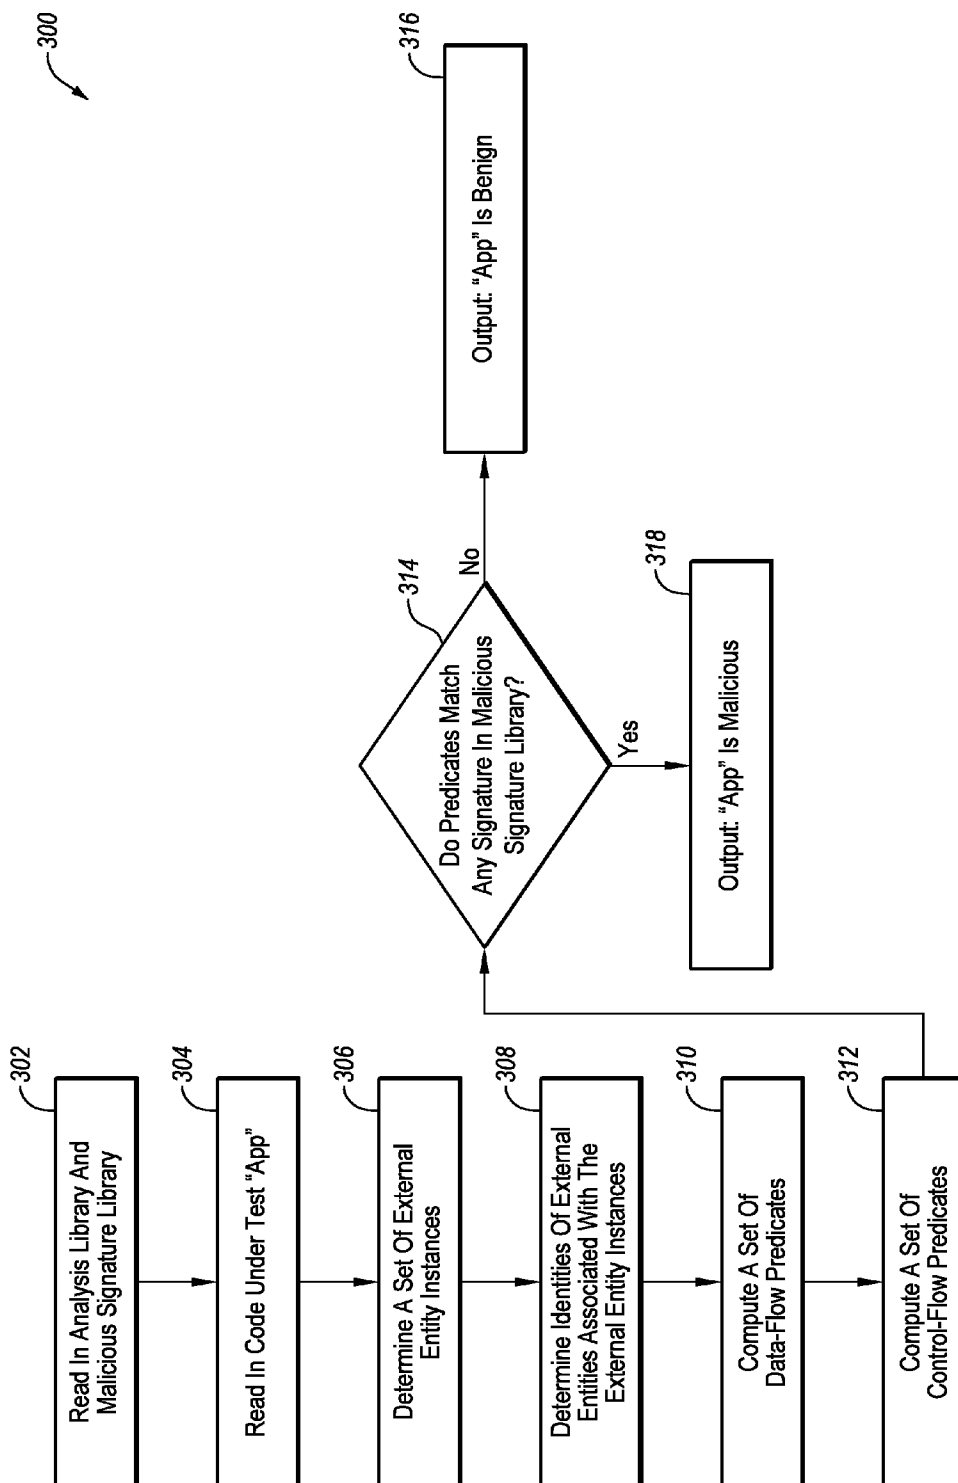 300
302
Read In Analysis Library And
Malicious Signature Library
304
Read In Code Under Test “App”
306
Determine A Set Of External
Entity Instances
308
Determine Identities Of External
Entities Associated With The
External Entity Instances
310
Compute A Set Of
Data-Flow Predicates
312
Compute A Set Of
Control-Flow Predicates
314
Do Predicates Match
Any Signature In Malicious
Signature Library?
No
Yes
316
Output: “App” Is Benign
318
Output: “App” Is Malicious